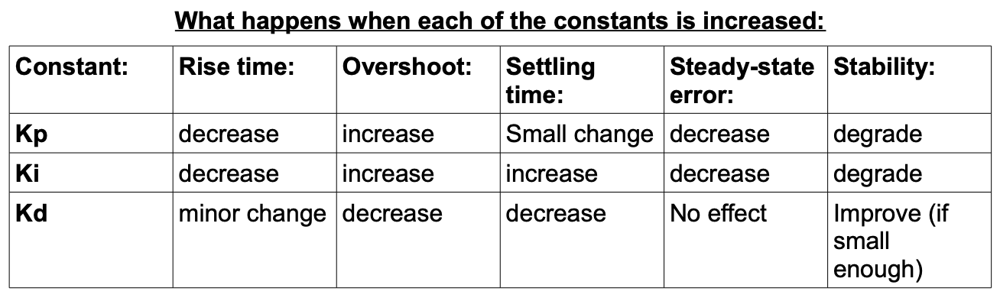 What happens when each of the constants is increased:
Constant: Rise time: Overshoot: Settling time: Steady-state error: Stability:
Kp decrease increase Small change decrease degrade
Ki decrease increase increase decrease degrade
Kd minor change decrease decrease No effect Improve (if small enough)